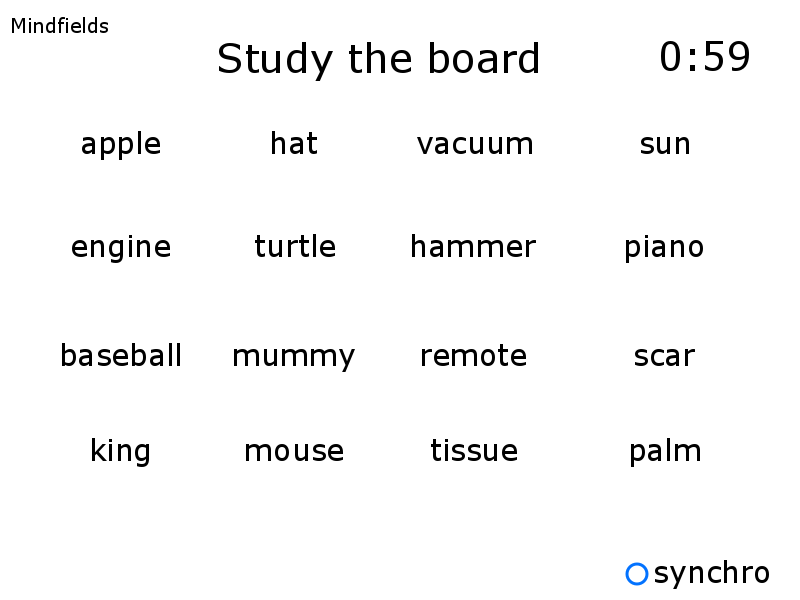 Mindfields
Study the board 0:59
apple hat vacuum sun
engine turtle hammer piano
baseball mummy remote scar
king mouse tissue palm
synchro